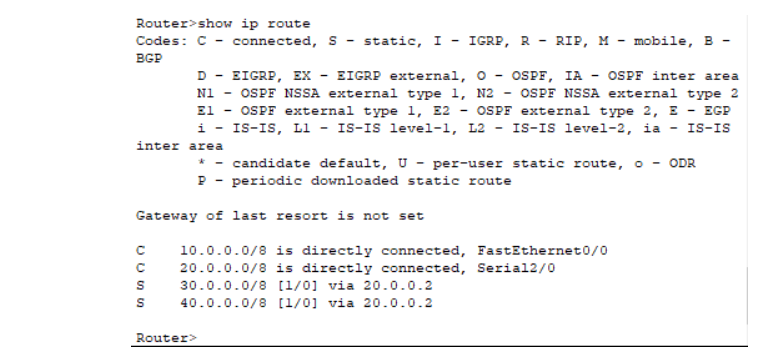 Router>show ip route
Codes: C - connected, S - static, I - IGRP, R - RIP, M - mobile, B -
BGP
D - EIGRP, EX - EIGRP external, O - OSPF, IA - OSPF inter area
N1 - OSPF NSSA external type 1, N2 - OSPF NSSA external type 2
E1 - OSPF external type 1, E2 - OSPF external type 2, E - EGP
i - IS-IS, L1 - IS-IS level-1, L2 - IS-IS level-2, ia - IS-IS
inter area
* - candidate default, U - per-user static route, o - ODR
P - periodic downloaded static route
Gateway of last resort is not set
C 10.0.0.0/8 is directly connected, FastEthernet0/0
C 20.0.0.0/8 is directly connected, Serial2/0
S 30.0.0.0/8 [1/0] via 20.0.0.2
S 40.0.0.0/8 [1/0] via 20.0.0.2
Router>